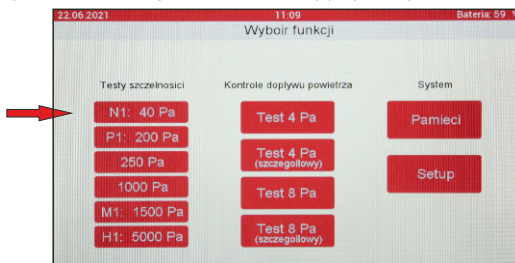 22.06.2021 11:09 Bateria: 59
Wyboir funkcji
Testy szczelnosici Kontrole doplywu powietrza System
N1: 40 Pa
P1: 200 Pa
250 Pa
1000 Pa
M1: 1500 Pa
H1: 5000 Pa
Test 4 Pa
Test 4 Pa
(szczegoilowy)
Test 8 Pa
Test 8 Pa
(szczegoilowy)
Pamieci
Setup